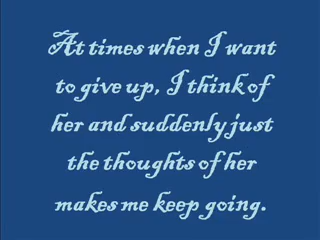 At times when I want
to give up, I think of
her and suddenly just
the thoughts of her
makes me keep going.